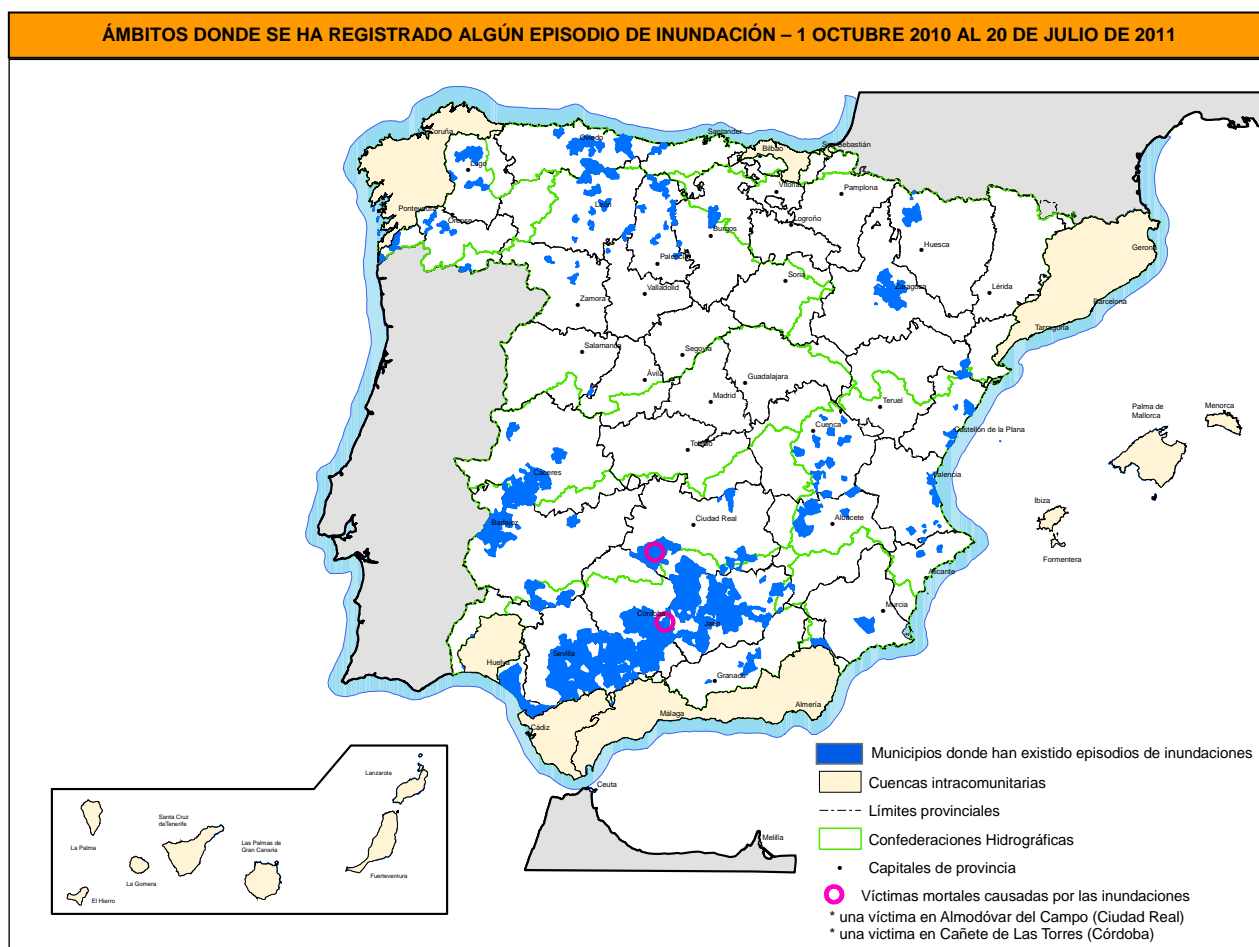 ÁMBITOS DONDE SE HA REGISTRADO ALGÚN EPISODIO DE INUNDACIÓN – 1 OCTUBRE 2010 AL 20 DE JULIO DE 2011
Coruña
Lugo
Oviedo
Santander
Bilbao
San Sebastián
Vitoria
Pamplona
Pontevedra
Orense
León
Burgos
Logroño
Huesca
Gerona
Palencia
Soria
Zaragoza
Lérida
Barcelona
Zamora
Valladolid
Tarragona
Salamanca
Segovia
Ávila
Guadalajara
Madrid
Teruel
Palma de
Mallorca
Menorca
Cuenca
Castellón de la Plana
Toledo
Cáceres
Valencia
Ibiza
Badajoz
Ciudad Real
Albacete
Formentera
Alicante
Córdoba
Murcia
Jaén
Sevilla
Huelva
Granada
Almería
Málaga
Cádiz
Ceuta
Melilla
Lanzarote
Santa Cruz
deTenerife
La Palma
Las Palmas de
Gran Canaria
La Gomera
Fuerteventura
El Hierro
Municipios donde han existido episodios de inundaciones
Cuencas intracomunitarias
Límites provinciales
Confederaciones Hidrográficas
Capitales de provincia
Víctimas mortales causadas por las inundaciones
* una víctima en Almodóvar del Campo (Ciudad Real)
* una victima en Cañete de Las Torres (Córdoba)